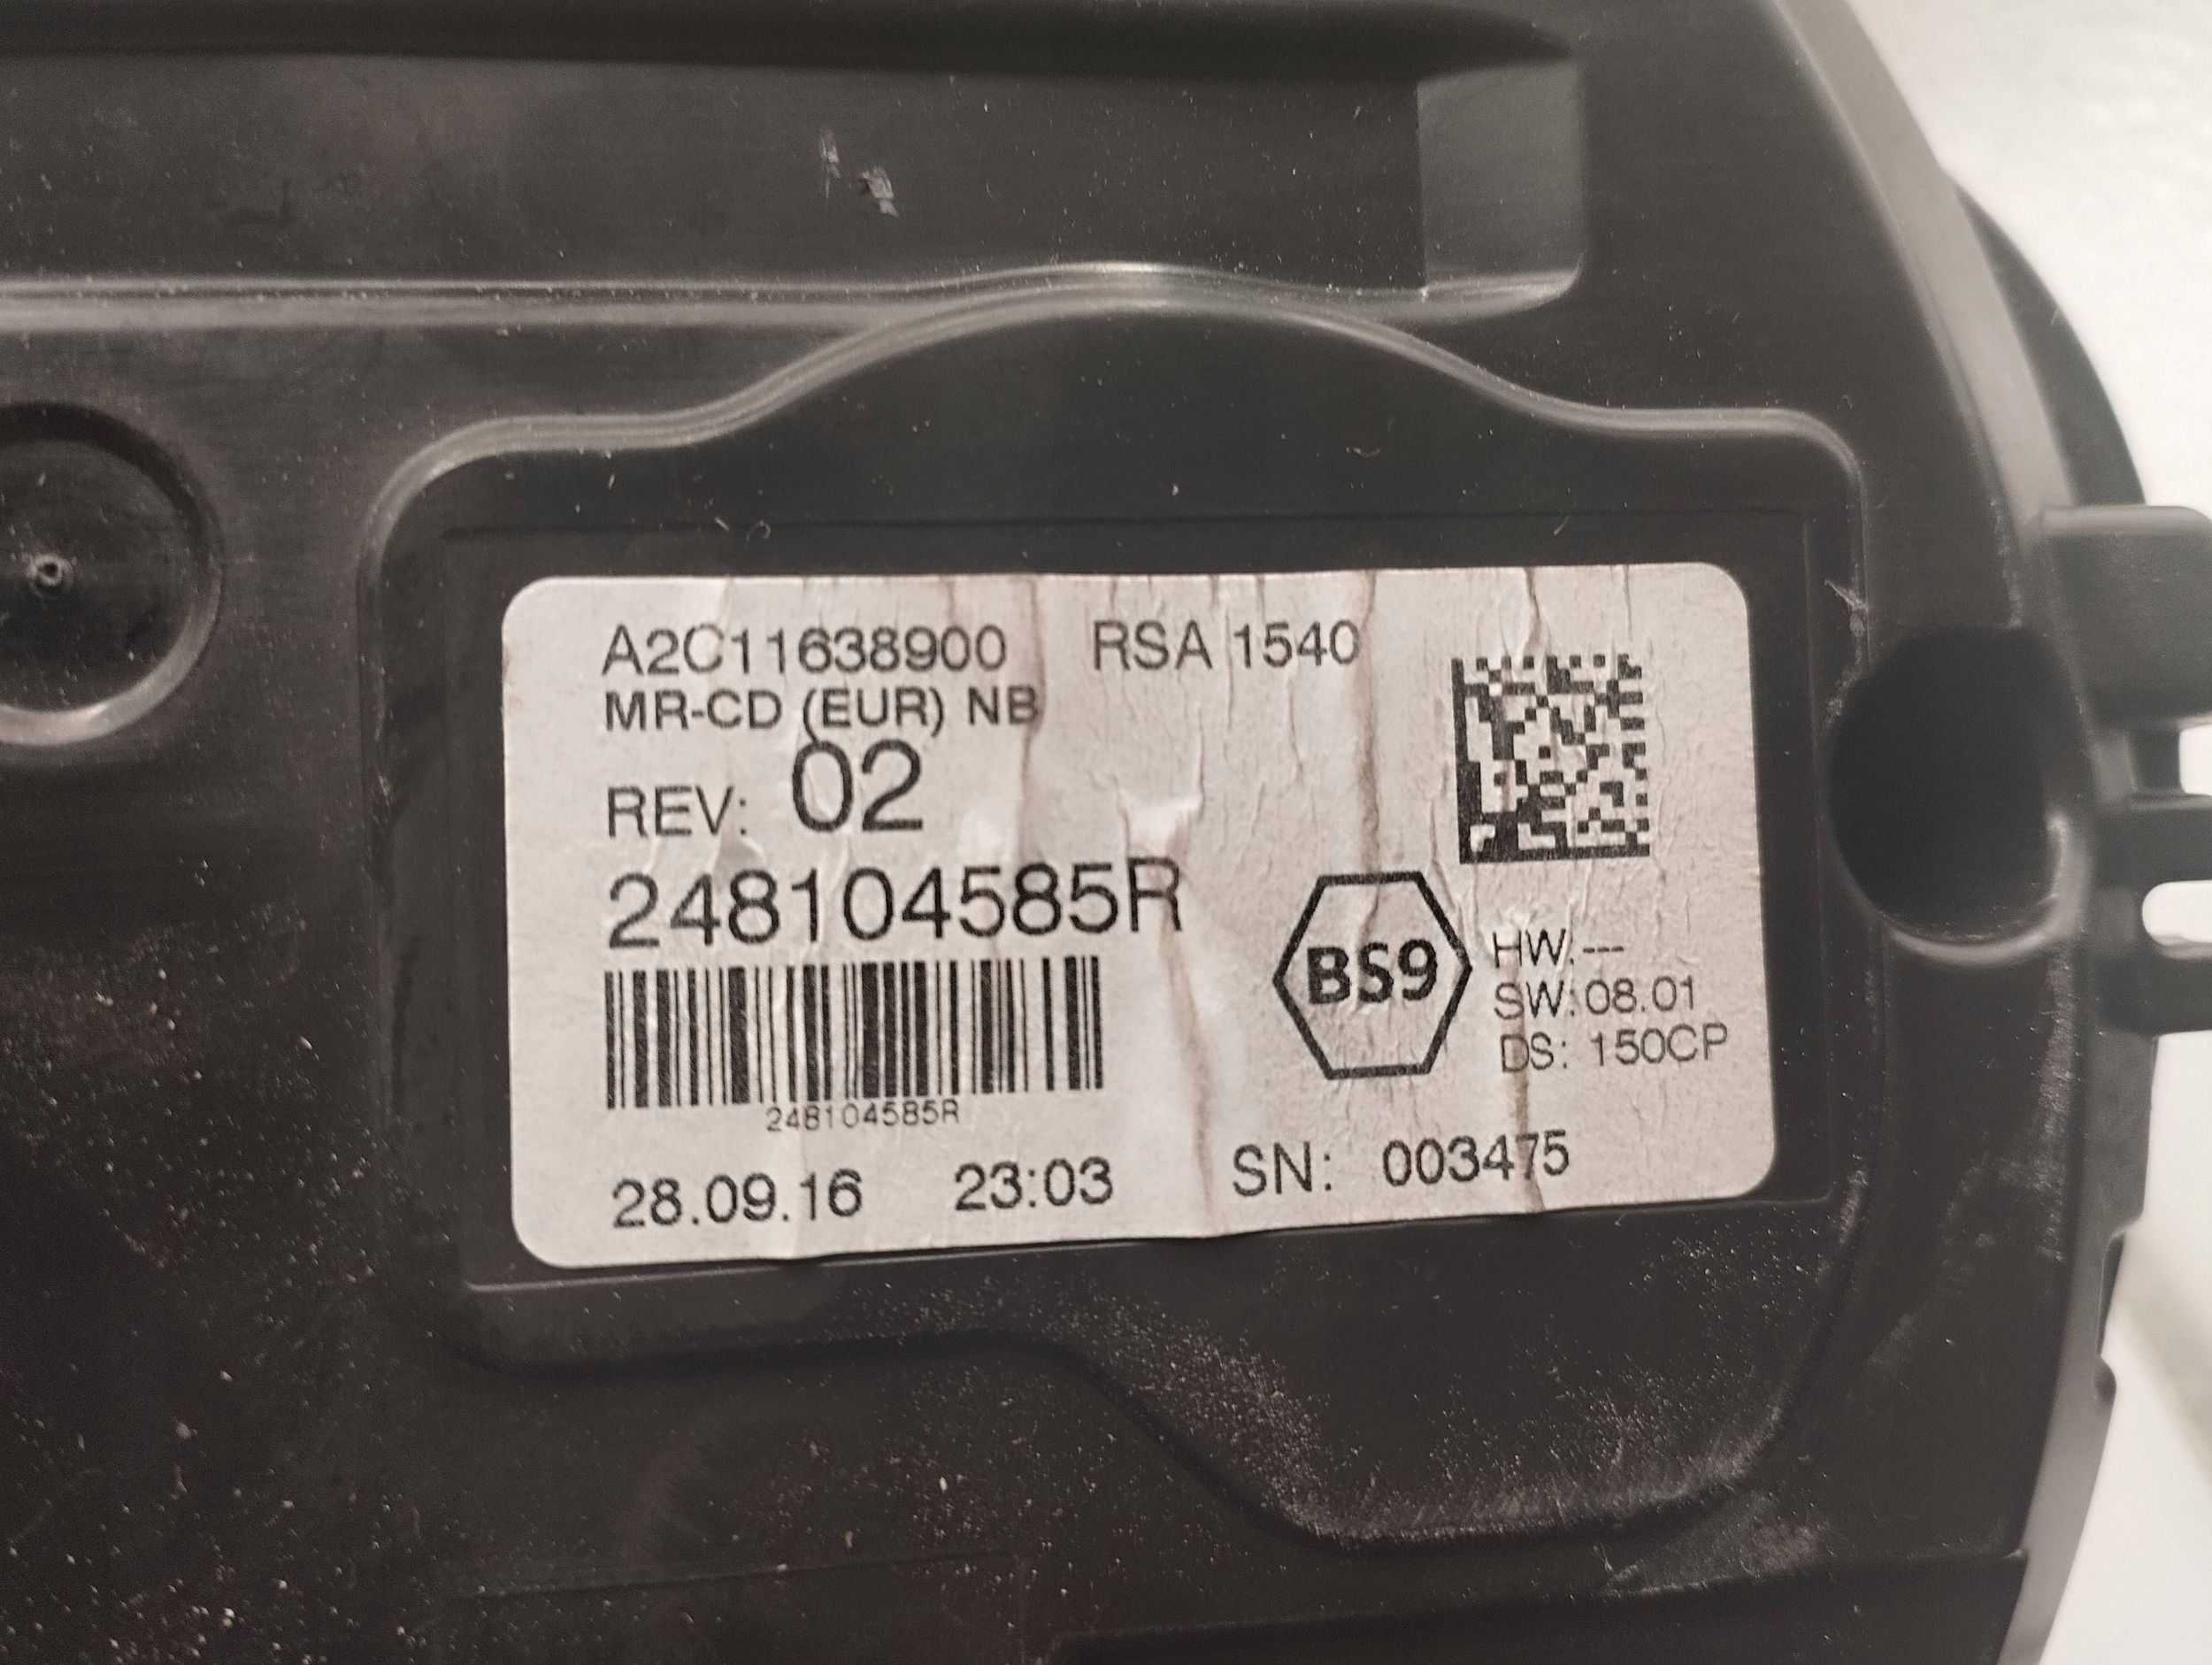 A2C11638900 RSA 1540
MR-CD (EUR) NB
REV: 02
248104585R
BS9
HW:---
SW:08.01
DS: 150CP
248104585R
28.09.16 23:03 SN: 003475